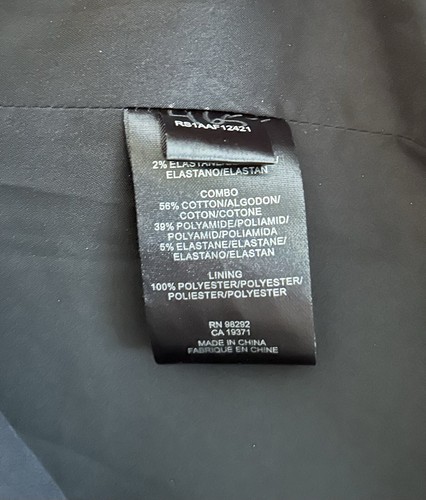 RS1AAF12421
2% ELASTANE/ELASTANE/
ELASTANO/ELASTAN
COMBO
56% COTTON/ALGODON/
COTON/COTONE
39% POLYAMIDE/POLIAMID/
POLYAMID/POLIAMIDA
5% ELASTANE/ELASTANE/
ELASTANO/ELASTAN
LINING
100% POLYESTER/POLYESTER/
POLIESTER/POLYESTER
RN 98292
CA 19371
MADE IN CHINA
FABRIQUE EN CHINE